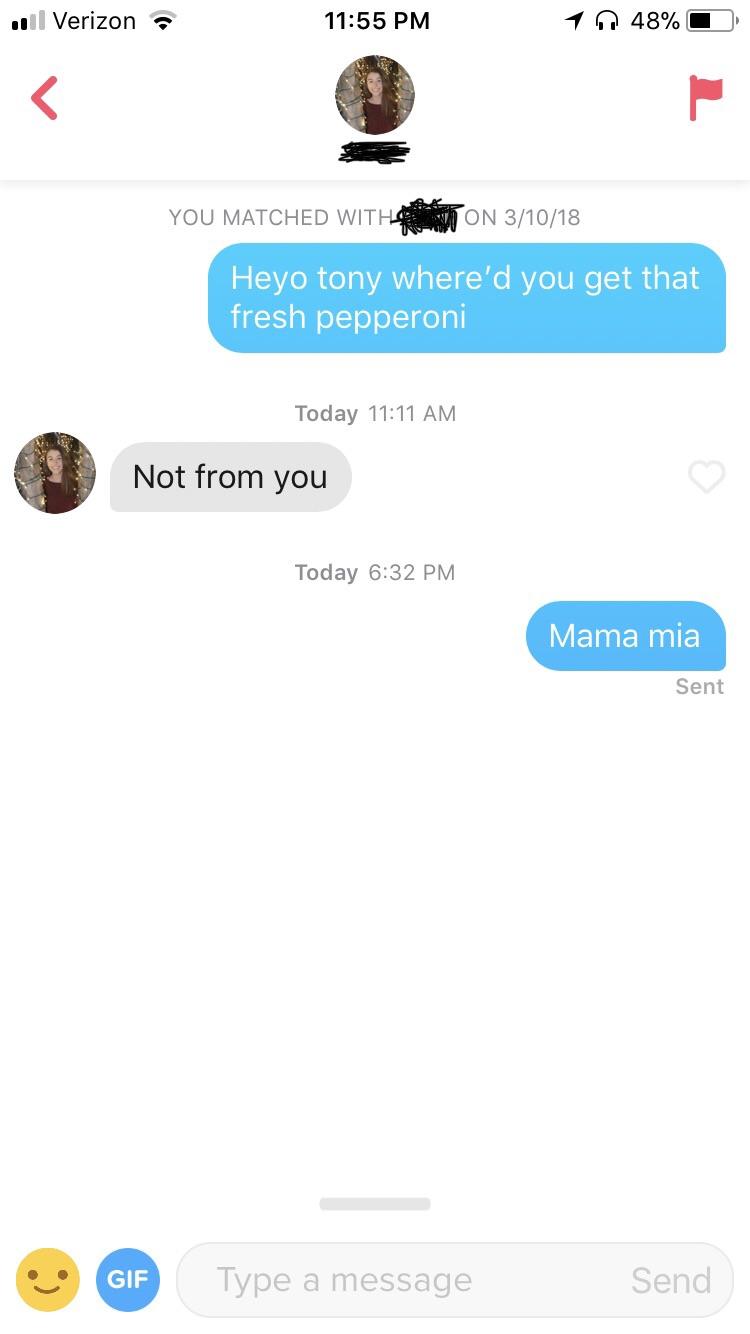 Verizon 11:55 PM 48%
YOU MATCHED WITH ON 3/10/18
Heyo tony where'd you get that
fresh pepperoni
Today 11:11 AM
Not from you
Today 6:32 PM
Mama mia
Sent
GIF Type a message Send